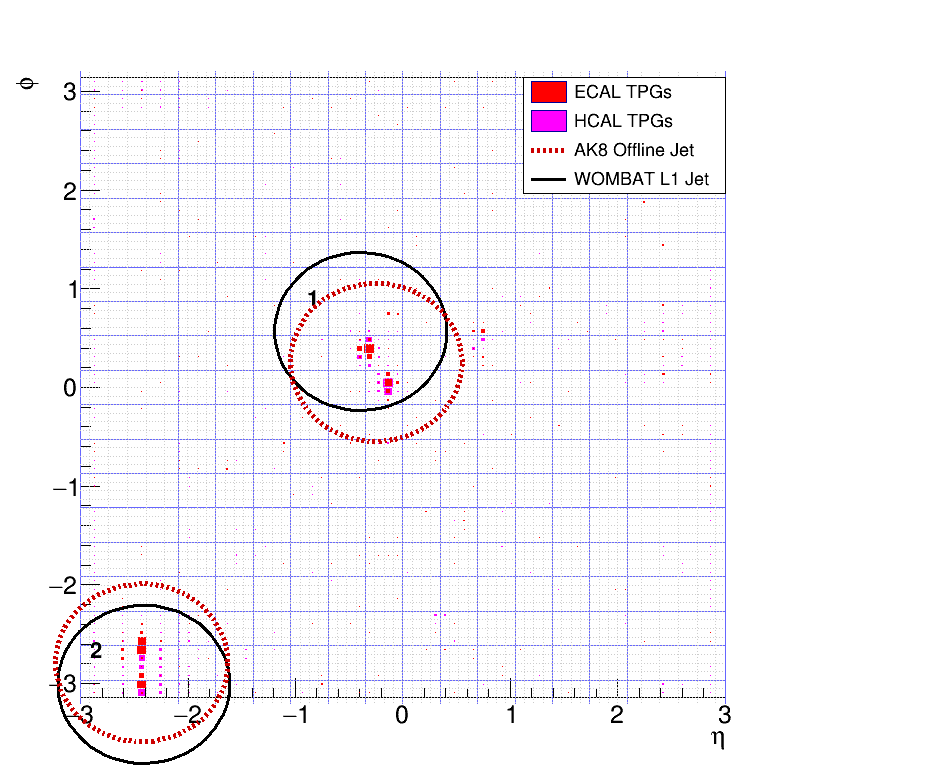 ϕ
3
2
1
0
−1
−2
−3
ECAL TPGs
HCAL TPGs
AK8 Offline Jet
WOMBAT L1 Jet
1
2
−3 −2 −1 0 1 2 3
η